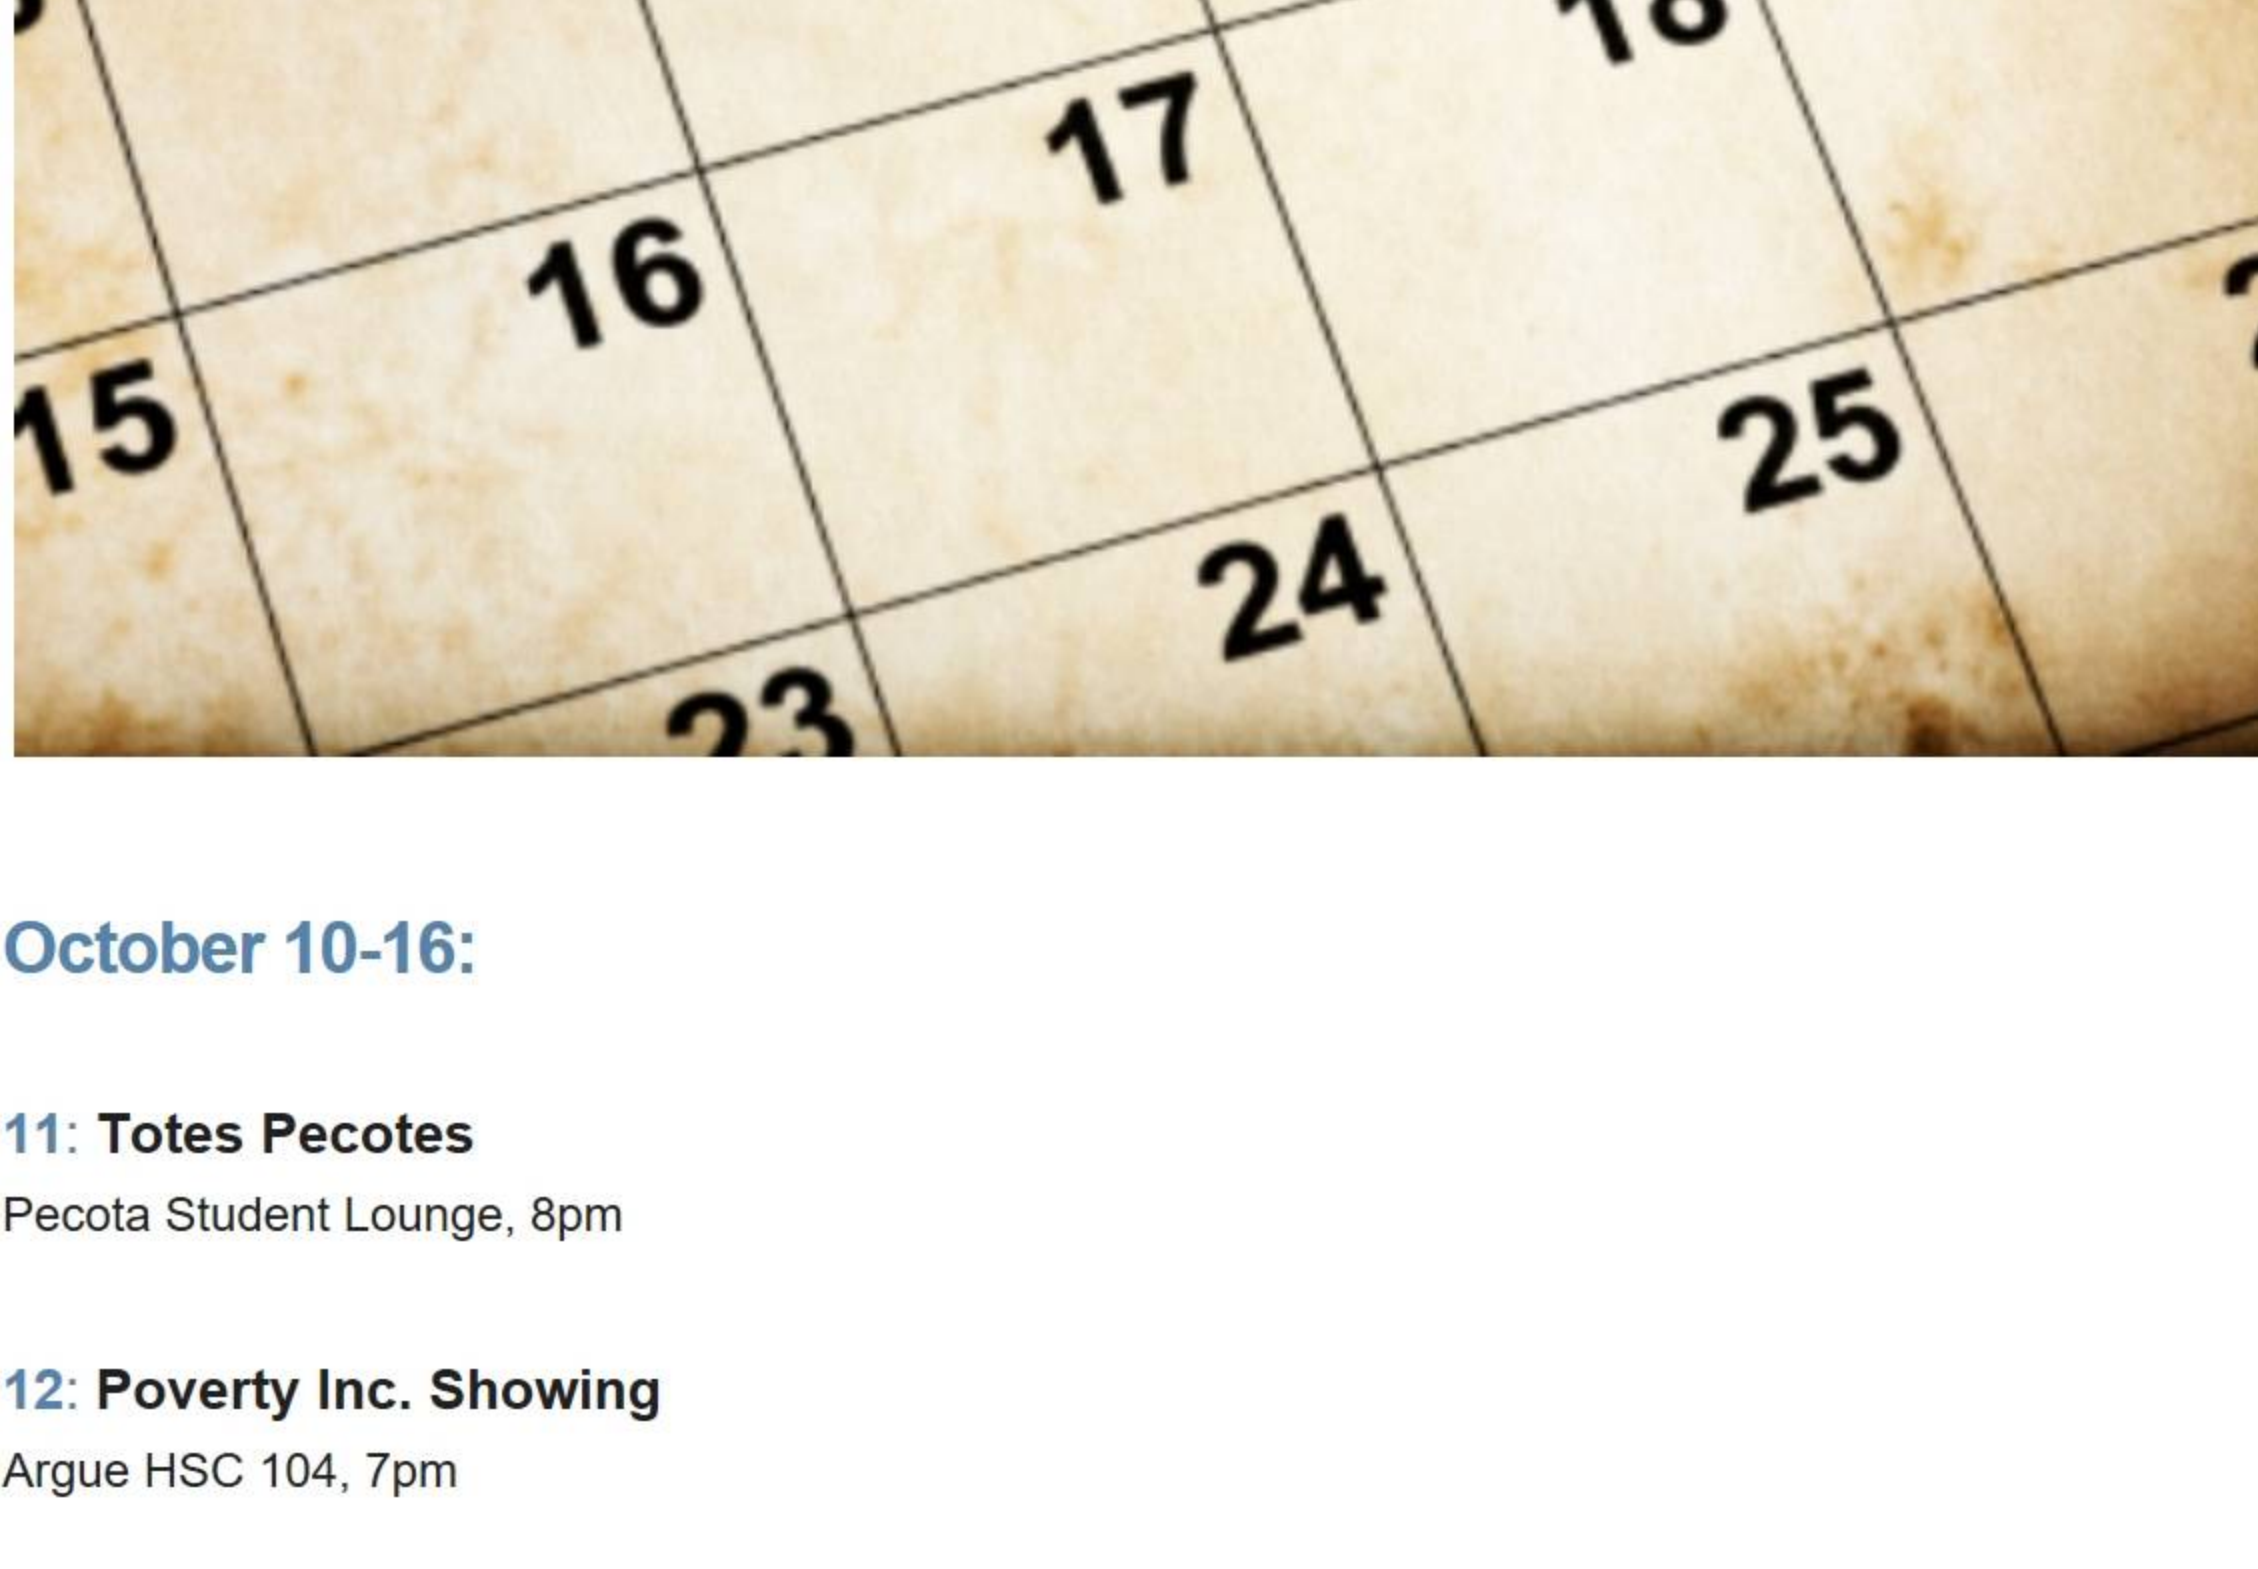 17
16
15
25
24
23
October 10-16:
11: Totes Pecotes
Pecota Student Lounge, 8pm
12: Poverty Inc. Showing
Argue HSC 104, 7pm